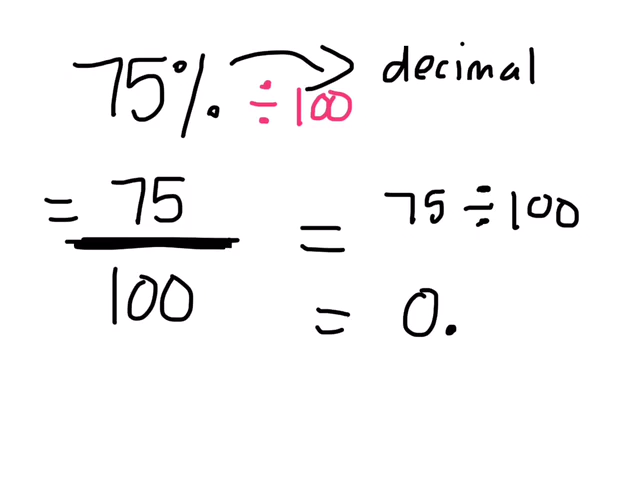 75% → decimal
÷ 100
= 75/100 = 75 ÷ 100
= 0.